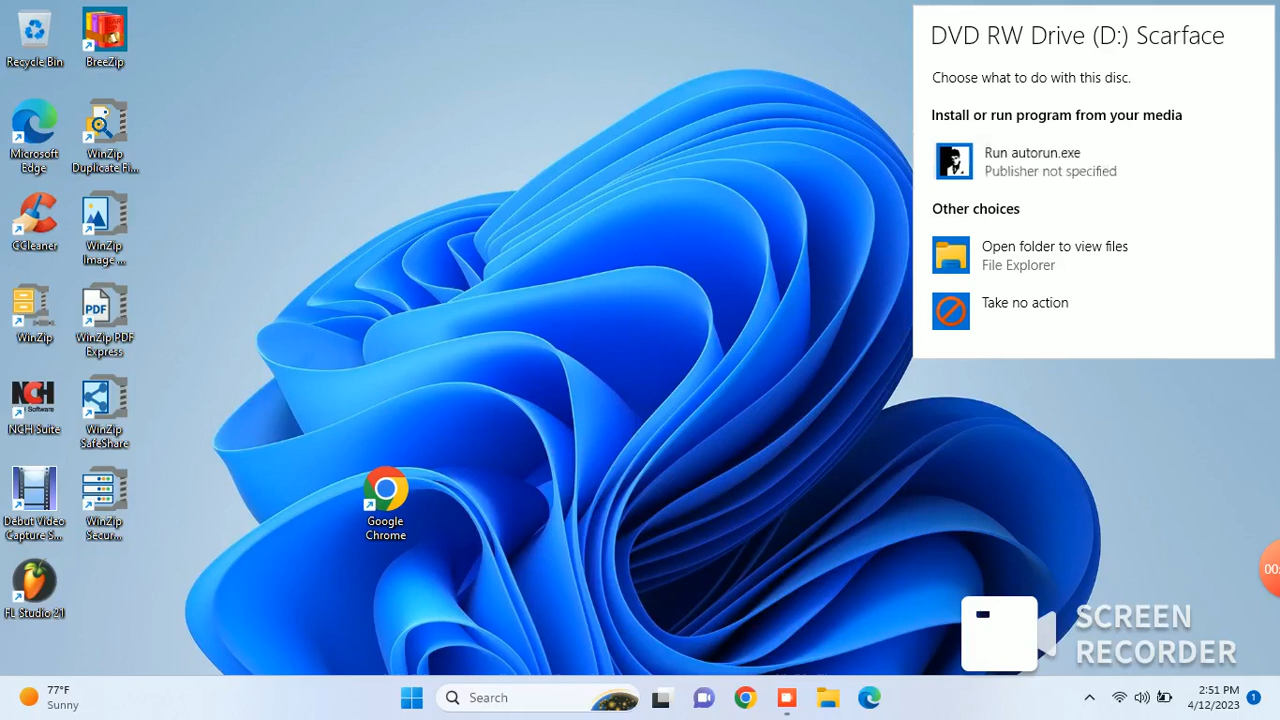 Recycle Bin
BreeZip
Microsoft
Edge
WinZip
Duplicate Fi...
CCleaner
WinZip
Image ...
WinZip
PDF
WinZip PDF
Express
NCH
Software
NCH Suite
WinZip
SafeShare
Debut Video
Capture S...
WinZip
Secur...
FL Studio 21
Google
Chrome
DVD RW Drive (D:) Scarface
Choose what to do with this disc.
Install or run program from your media
Run autorun.exe
Publisher not specified
Other choices
Open folder to view files
File Explorer
Take no action
00:
SCREEN
RECORDER
77°F
Sunny
Search
2:51 PM
4/12/2023
1